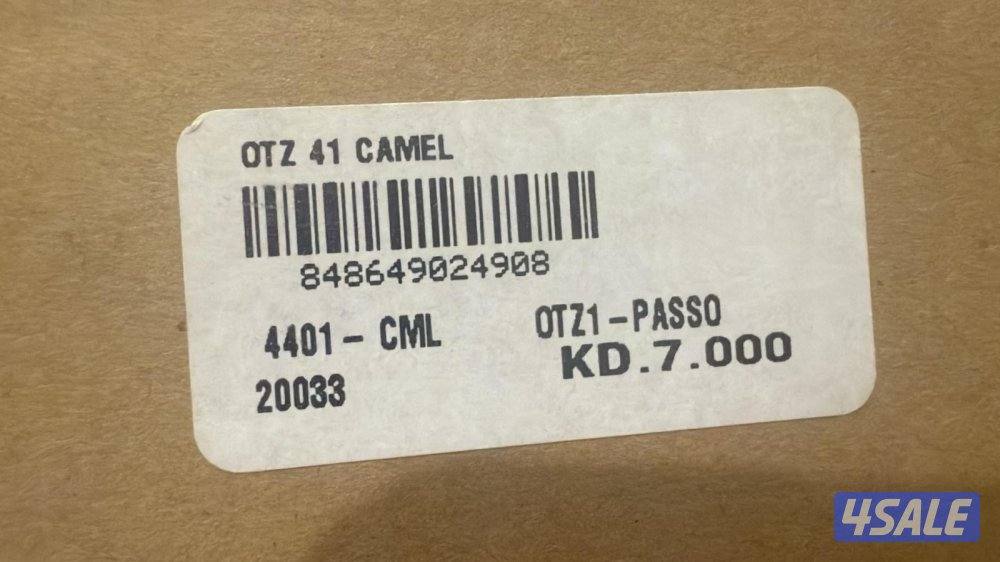 OTZ 41 CAMEL
848649024908
4401 - CML
OTZ1-PASSO
KD.7.000
20033
4SALE